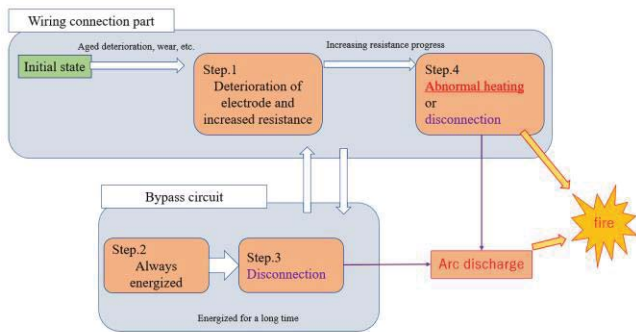 Wiring connection part
Aged deterioration, wear, etc.
Increasing resistance progress
Initial state
Step.1
Deterioration of
electrode and
increased resistance
Step.4
Abnormal heating
or
disconnection
Bypass circuit
Step.2
Always
energized
Step.3
Disconnection
Energized for a long time
Arc discharge
fire